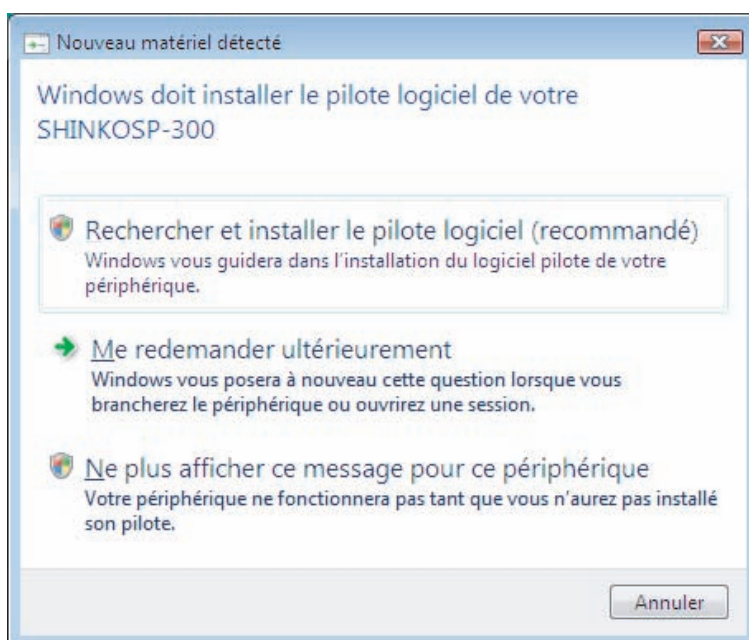 Nouveau matériel détecté
Windows doit installer le pilote logiciel de votre
SHINKOSP-300
Rechercher et installer le pilote logiciel (recommandé)
Windows vous guidera dans l'installation du logiciel pilote de votre
périphérique.
Me redemander ultérieurement
Windows vous posera à nouveau cette question lorsque vous
brancherez le périphérique ou ouvrirez une session.
Ne plus afficher ce message pour ce périphérique
Votre périphérique ne fonctionnera pas tant que vous n'aurez pas installé
son pilote.
Annuler